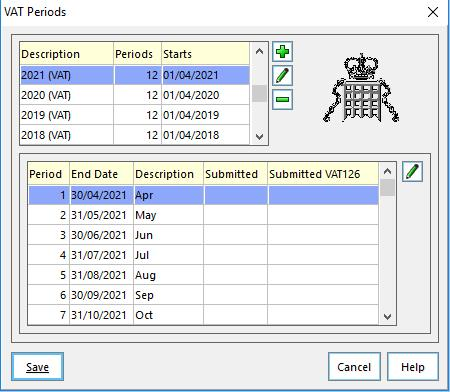 VAT Periods
Description Periods Starts
2021 (VAT) 12 01/04/2021
2020 (VAT) 12 01/04/2020
2019 (VAT) 12 01/04/2019
2018 (VAT) 12 01/04/2018
Period End Date Description Submitted Submitted VAT126
1 30/04/2021 Apr
2 31/05/2021 May
3 30/06/2021 Jun
4 31/07/2021 Jul
5 31/08/2021 Aug
6 30/09/2021 Sep
7 31/10/2021 Oct
Save Cancel Help